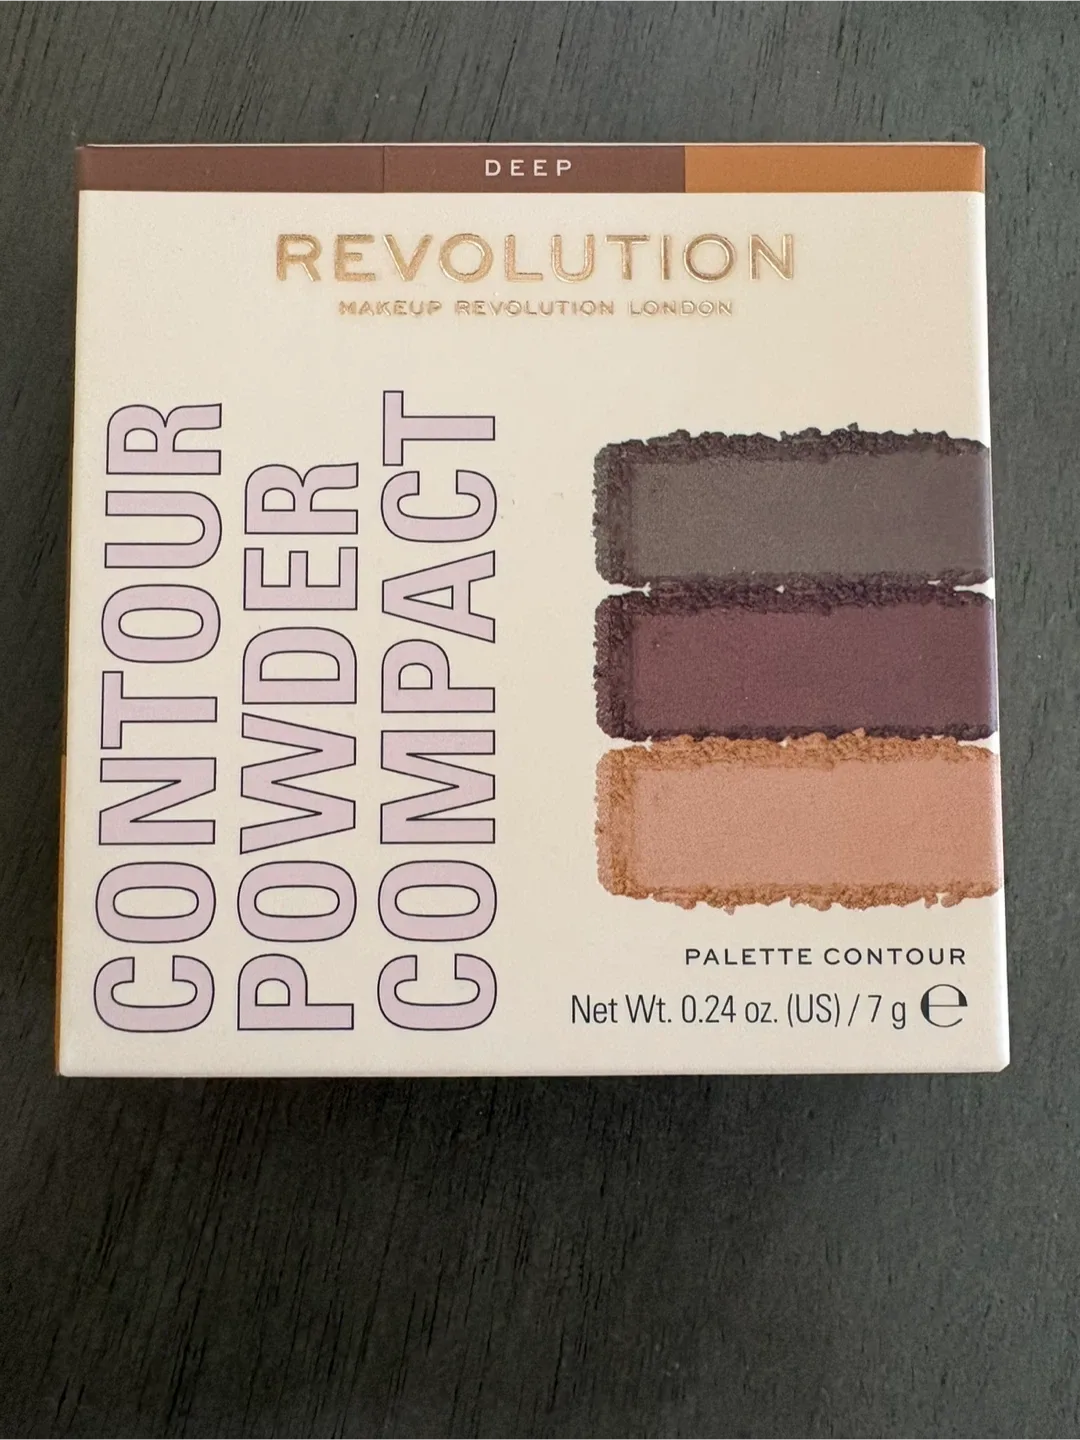 DEEP
REVOLUTION
MAKEUP REVOLUTION LONDON
CONTOUR
POWDER
COMPACT
PALETTE CONTOUR
Net Wt. 0.24 oz. (US) / 7 g ℮